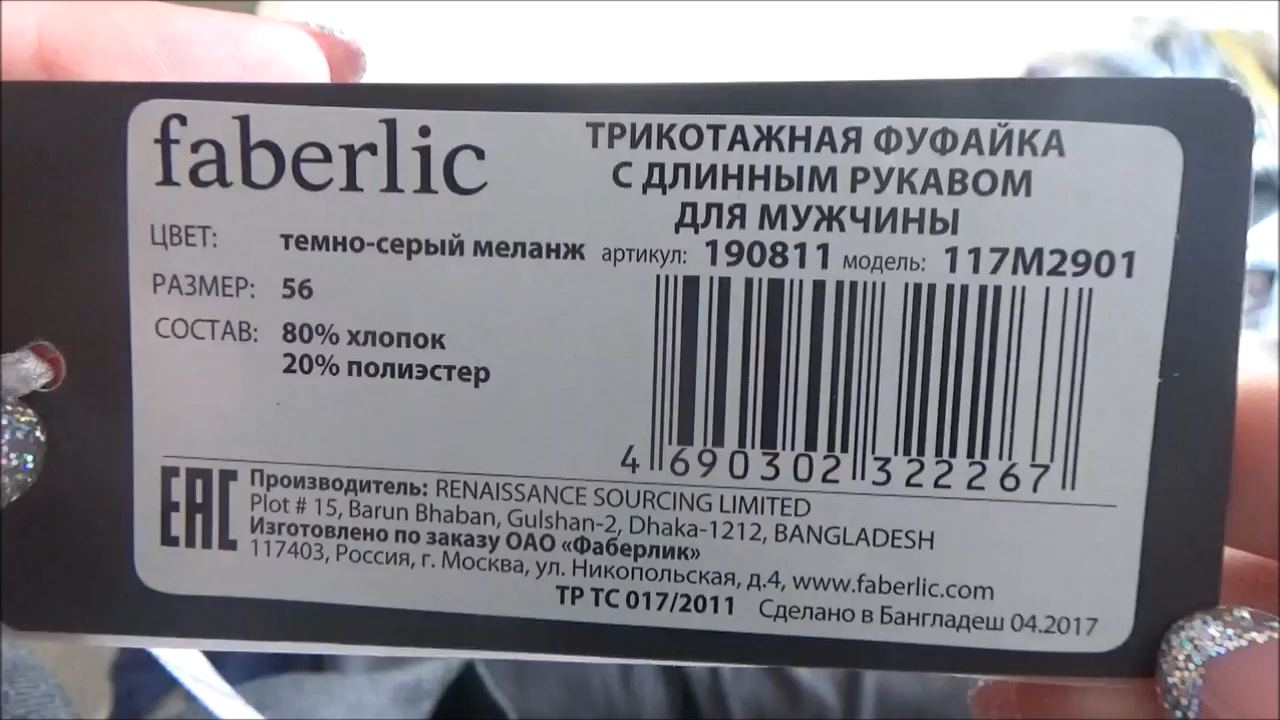 faberlic
ТРИКОТАЖНАЯ ФУФАЙКА
С ДЛИННЫМ РУКАВОМ
ДЛЯ МУЖЧИНЫ
ЦВЕТ: темно-серый меланж
артикул: 190811 модель: 117M2901
РАЗМЕР: 56
СОСТАВ: 80% хлопок
20% полиэстер
4 690302 322267
EAC
Производитель: RENAISSANCE SOURCING LIMITED
Plot # 15, Barun Bhaban, Gulshan-2, Dhaka-1212, BANGLADESH
Изготовлено по заказу ОАО «Фаберлик»
117403, Россия, г. Москва, ул. Никопольская, д.4, www.faberlic.com
ТР ТС 017/2011 Сделано в Бангладеш 04.2017